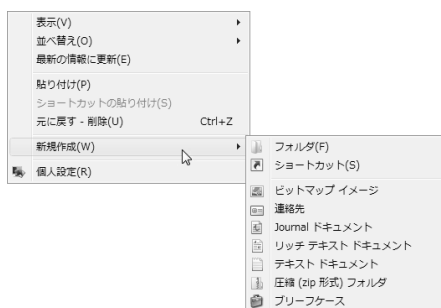 表示(V)
並べ替え(O)
最新の情報に更新(E)
貼り付け(P)
ショートカットの貼り付け(S)
元に戻す - 削除(U) Ctrl+Z
新規作成(W)
個人設定(R)
フォルダ(F)
ショートカット(S)
ビットマップ イメージ
連絡先
Journal ドキュメント
リッチ テキスト ドキュメント
テキスト ドキュメント
圧縮 (zip 形式) フォルダ
ブリーフケース